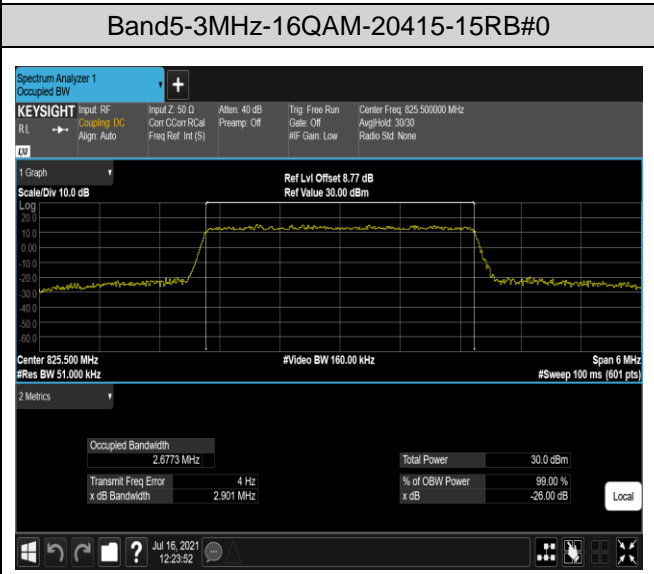 Band5-3MHz-16QAM-20415-15RB#0
Spectrum Analyzer 1
Occupied BW
+
KEYSIGHT
RL
LXI
Input: RF
Coupling: DC
Align: Auto
Input Z: 50 Ω
Corr CCorr RCal
Freq Ref: Int (S)
Atten: 40 dB
Preamp: Off
Trig: Free Run
Gate: Off
#IF Gain: Low
Center Freq: 825.500000 MHz
Avg|Hold: 30/30
Radio Std: None
1 Graph
Scale/Div 10.0 dB
Ref Lvl Offset 8.77 dB
Ref Value 30.00 dBm
Log
20.0
10.0
0.00
-10.0
-20.0
-30.0
-40.0
-50.0
-60.0
Center 825.500 MHz
#Video BW 160.00 kHz
Span 6 MHz
#Res BW 51.000 kHz
#Sweep 100 ms (601 pts)
2 Metrics
Occupied Bandwidth
2.6773 MHz
Total Power 30.0 dBm
Transmit Freq Error 4 Hz
% of OBW Power 99.00 %
x dB Bandwidth 2.901 MHz
x dB -26.00 dB
Local
?
Jul 16, 2021
12:23:52